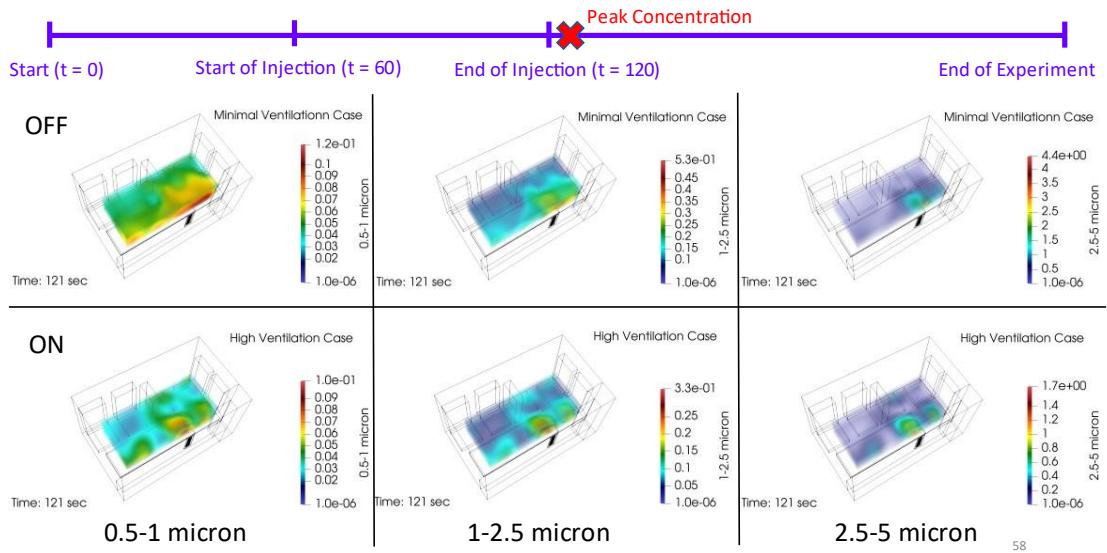 Peak Concentration
Start (t = 0)
Start of Injection (t = 60)
End of Injection (t = 120)
End of Experiment
OFF
Minimal Ventilationn Case
1.2e-01
0.1
0.09
0.08
0.07
0.06
0.05
0.04
0.03
0.02
1.0e-06
0.5-1 micron
Time: 121 sec
Minimal Ventilationn Case
5.3e-01
0.45
0.4
0.35
0.3
0.25
0.2
0.15
0.1
1.0e-06
1-2.5 micron
Time: 121 sec
Minimal Ventilationn Case
4.4e+00
4
3.5
3
2.5
2
1.5
1
0.5
1.0e-06
2.5-5 micron
Time: 121 sec
ON
High Ventilation Case
1.0e-01
0.09
0.08
0.07
0.06
0.05
0.04
0.03
0.02
1.0e-06
0.5-1 micron
Time: 121 sec
High Ventilation Case
3.3e-01
0.25
0.2
0.15
0.1
0.05
1.0e-06
1-2.5 micron
Time: 121 sec
High Ventilation Case
1.7e+00
1.4
1.2
1
0.8
0.6
0.4
0.2
1.0e-06
2.5-5 micron
Time: 121 sec
0.5-1 micron
1-2.5 micron
2.5-5 micron
58